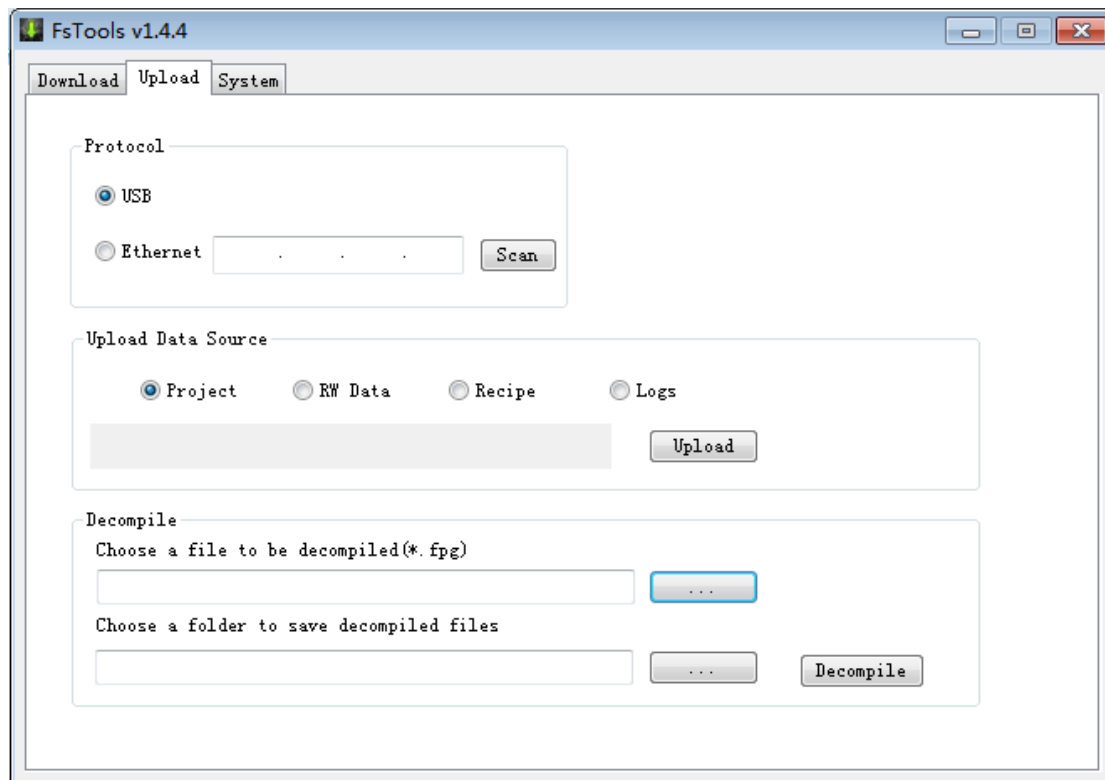 FsTools v1.4.4
Download Upload System
Protocol
USB
Ethernet . . . Scan
Upload Data Source
Project RW Data Recipe Logs
Upload
Decompile
Choose a file to be decompiled(*.fpg)
...
Choose a folder to save decompiled files
... Decompile